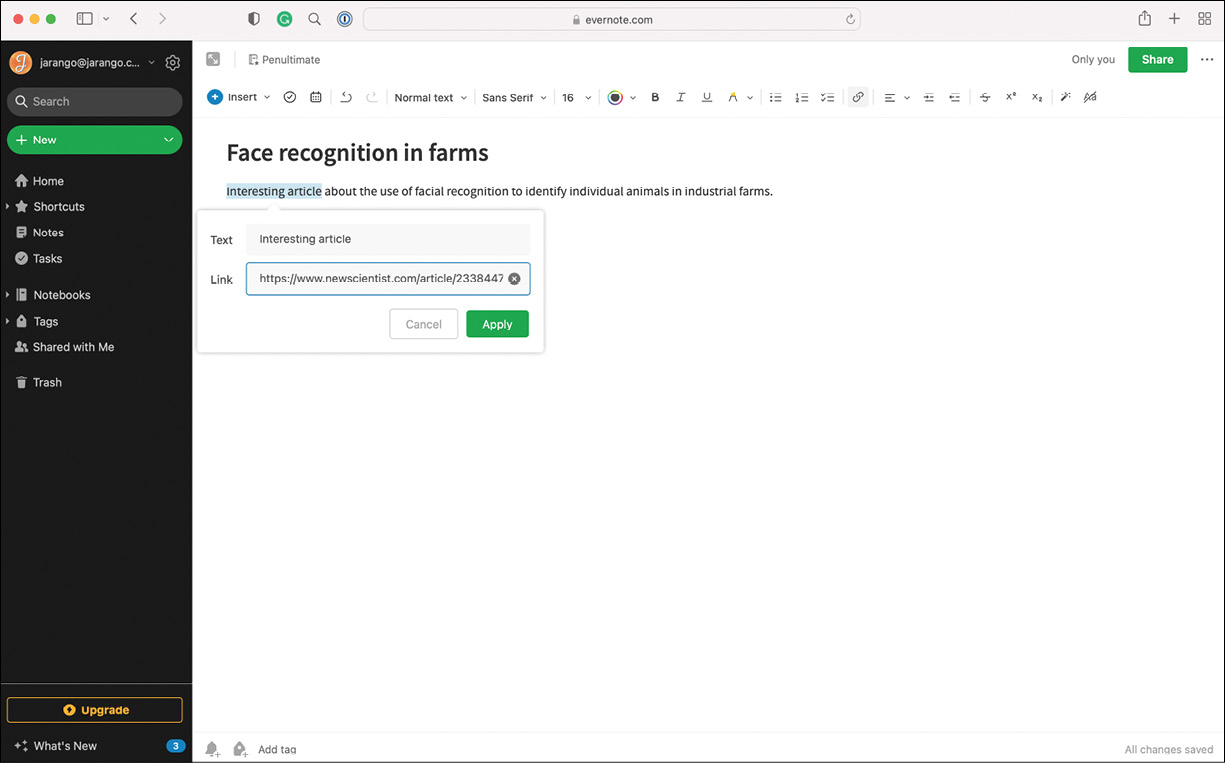 evernote.com
jarango@jarango.c...
Search
New
Home
Shortcuts
Notes
Tasks
Notebooks
Tags
Shared with Me
Trash
Upgrade
What's New 3
Penultimate
Only you
Share
Insert Normal text Sans Serif 16 B I U A X² X₂
Face recognition in farms
Interesting article about the use of facial recognition to identify individual animals in industrial farms.
Text Interesting article
Link https://www.newscientist.com/article/2338447
Cancel Apply
Add tag
All changes saved